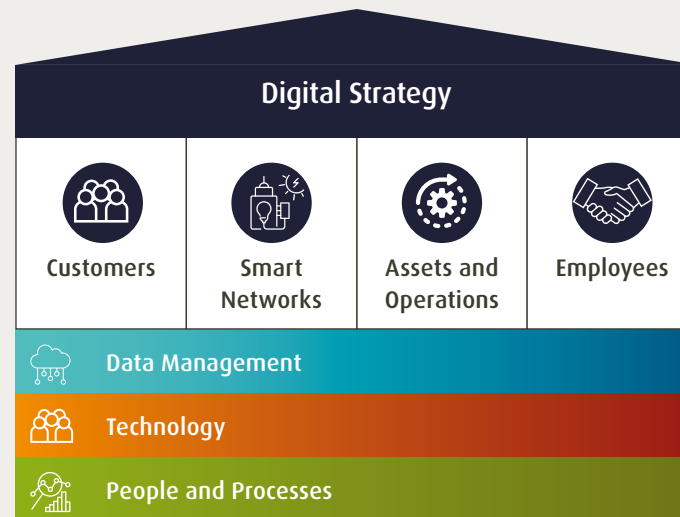 Digital Strategy
Customers
Smart
Networks
Assets and
Operations
Employees
Data Management
Technology
People and Processes